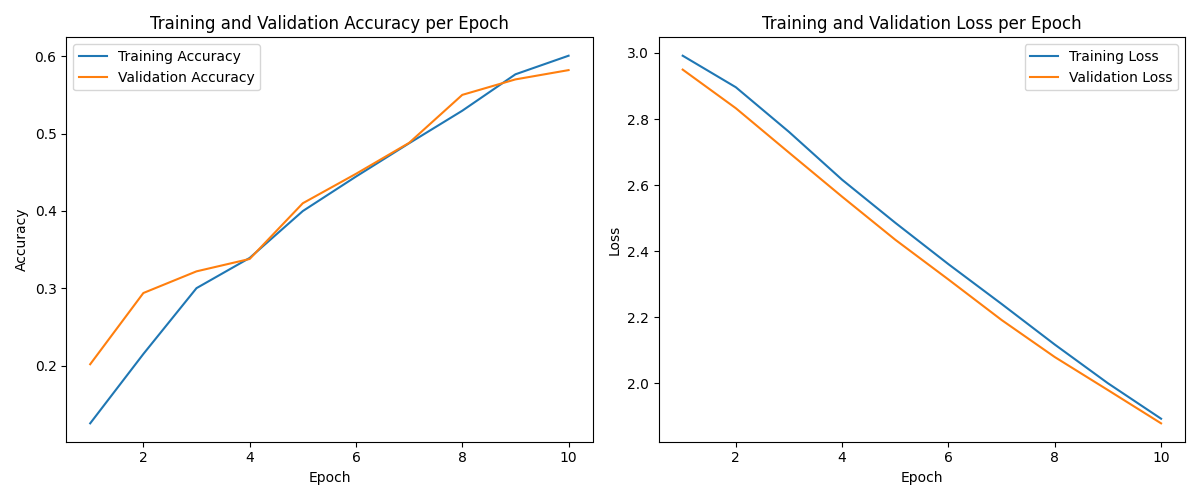 Training and Validation Accuracy per Epoch
Training Accuracy
Validation Accuracy
0.6
0.5
0.4
0.3
0.2
Accuracy
2 4 6 8 10
Epoch
Training and Validation Loss per Epoch
Training Loss
Validation Loss
3.0
2.8
2.6
2.4
2.2
2.0
Loss
2 4 6 8 10
Epoch